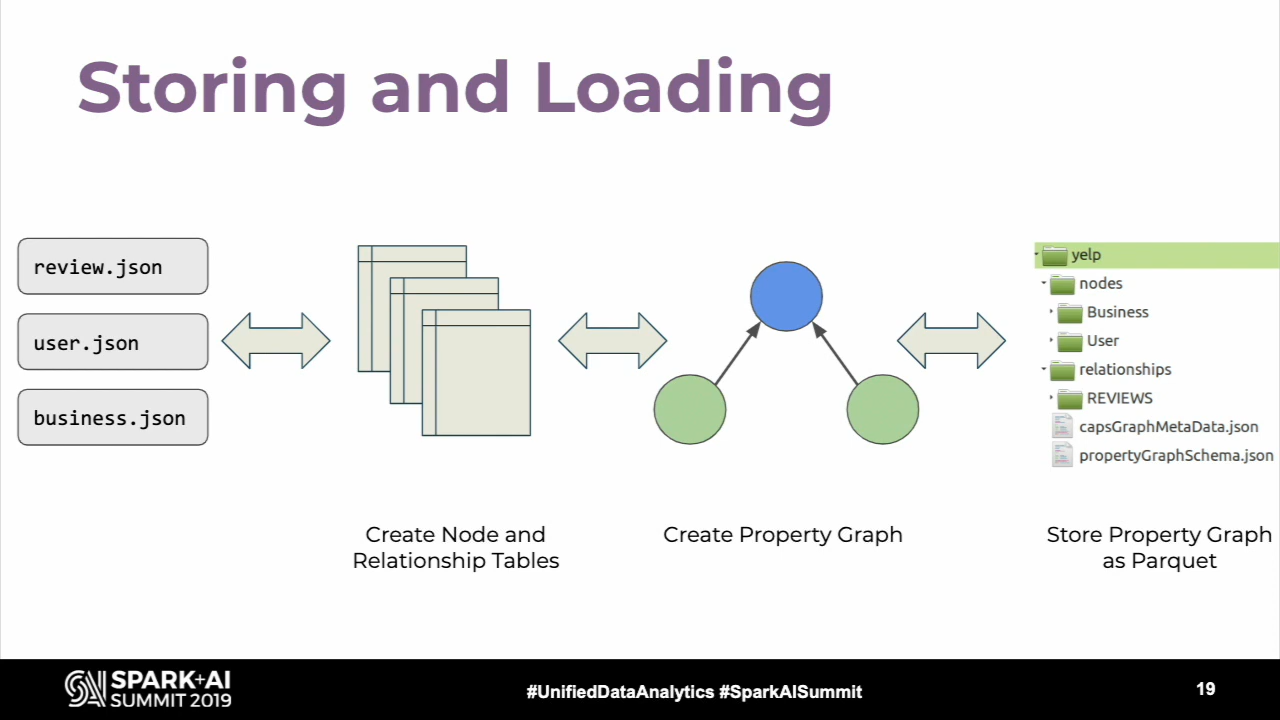 Storing and Loading
review.json
user.json
business.json
yelp
nodes
Business
User
relationships
REVIEWS
capsGraphMetaData.json
propertyGraphSchema.json
Create Node and
Relationship Tables
Create Property Graph
Store Property Graph
as Parquet
SPARK+AI
SUMMIT 2019
#UnifiedDataAnalytics #SparkAISummit
19